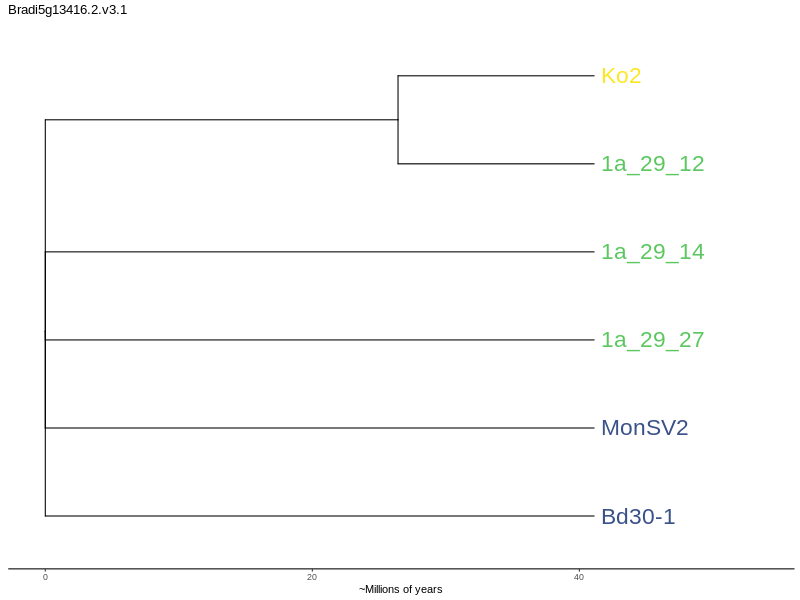 Bradi5g13416.2.v3.1
Ko2
1a_29_12
1a_29_14
1a_29_27
MonSV2
Bd30-1
0 20 40
~Millions of years